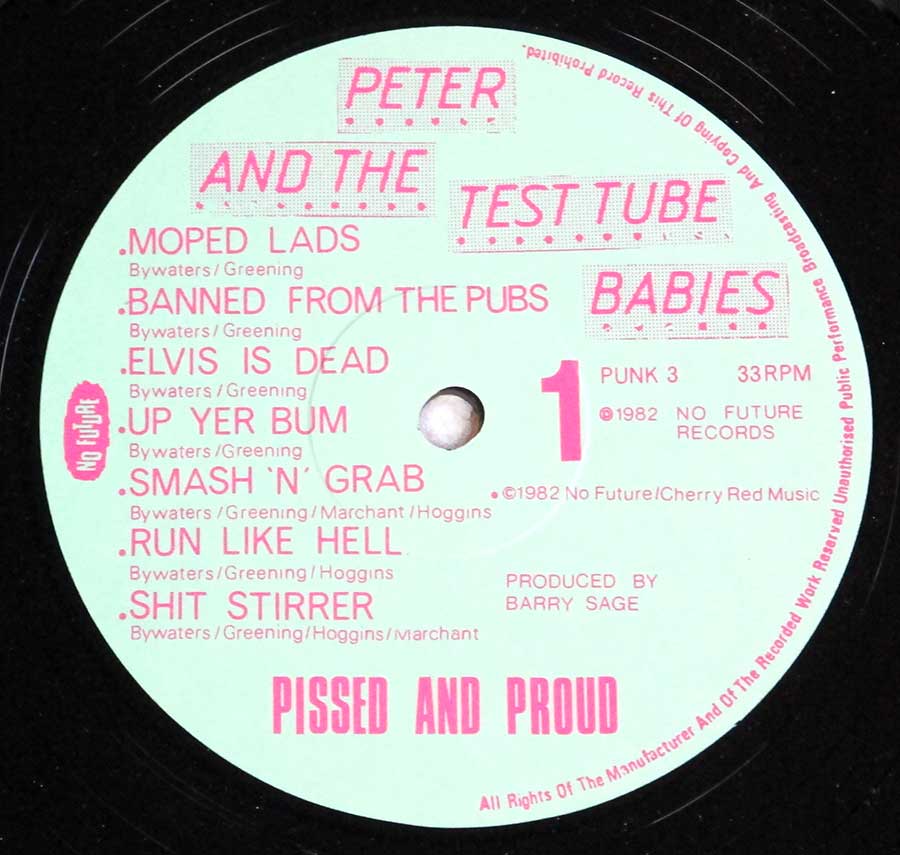 PETER
AND THE
TEST TUBE
BABIES
.MOPED LADS
Bywaters/Greening
.BANNED FROM THE PUBS
Bywaters/Greening
.ELVIS IS DEAD
Bywaters/Greening
.UP YER BUM
Bywaters/Greening
.SMASH 'N' GRAB
Bywaters/Greening/Marchant/Hoggins
.RUN LIKE HELL
Bywaters/Greening/Hoggins
.SHIT STIRRER
Bywaters/Greening/Hoggins/Marchant
NO FUTURE
1
PUNK 3 33RPM
℗1982 NO FUTURE
RECORDS
.©1982 No Future/Cherry Red Music
PRODUCED BY
BARRY SAGE
PISSED AND PROUD
All Rights Of The Manufacturer And Of The Recorded Work Reserved Unauthorised Public Performance Broadcasting And Copying Of This Record Prohibited.